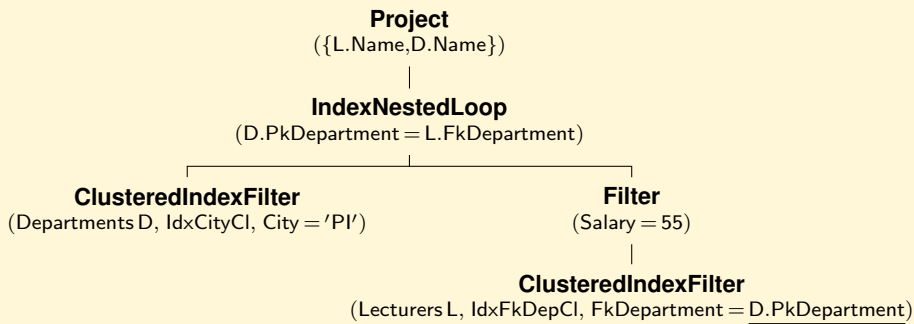 Project
({L.Name,D.Name})
IndexNestedLoop
(D.PkDepartment = L.FkDepartment)
ClusteredIndexFilter
(Departments D, IdxCityCl, City = ′PI′)
Filter
(Salary = 55)
ClusteredIndexFilter
(Lecturers L, IdxFkDepCl, FkDepartment = D.PkDepartment)